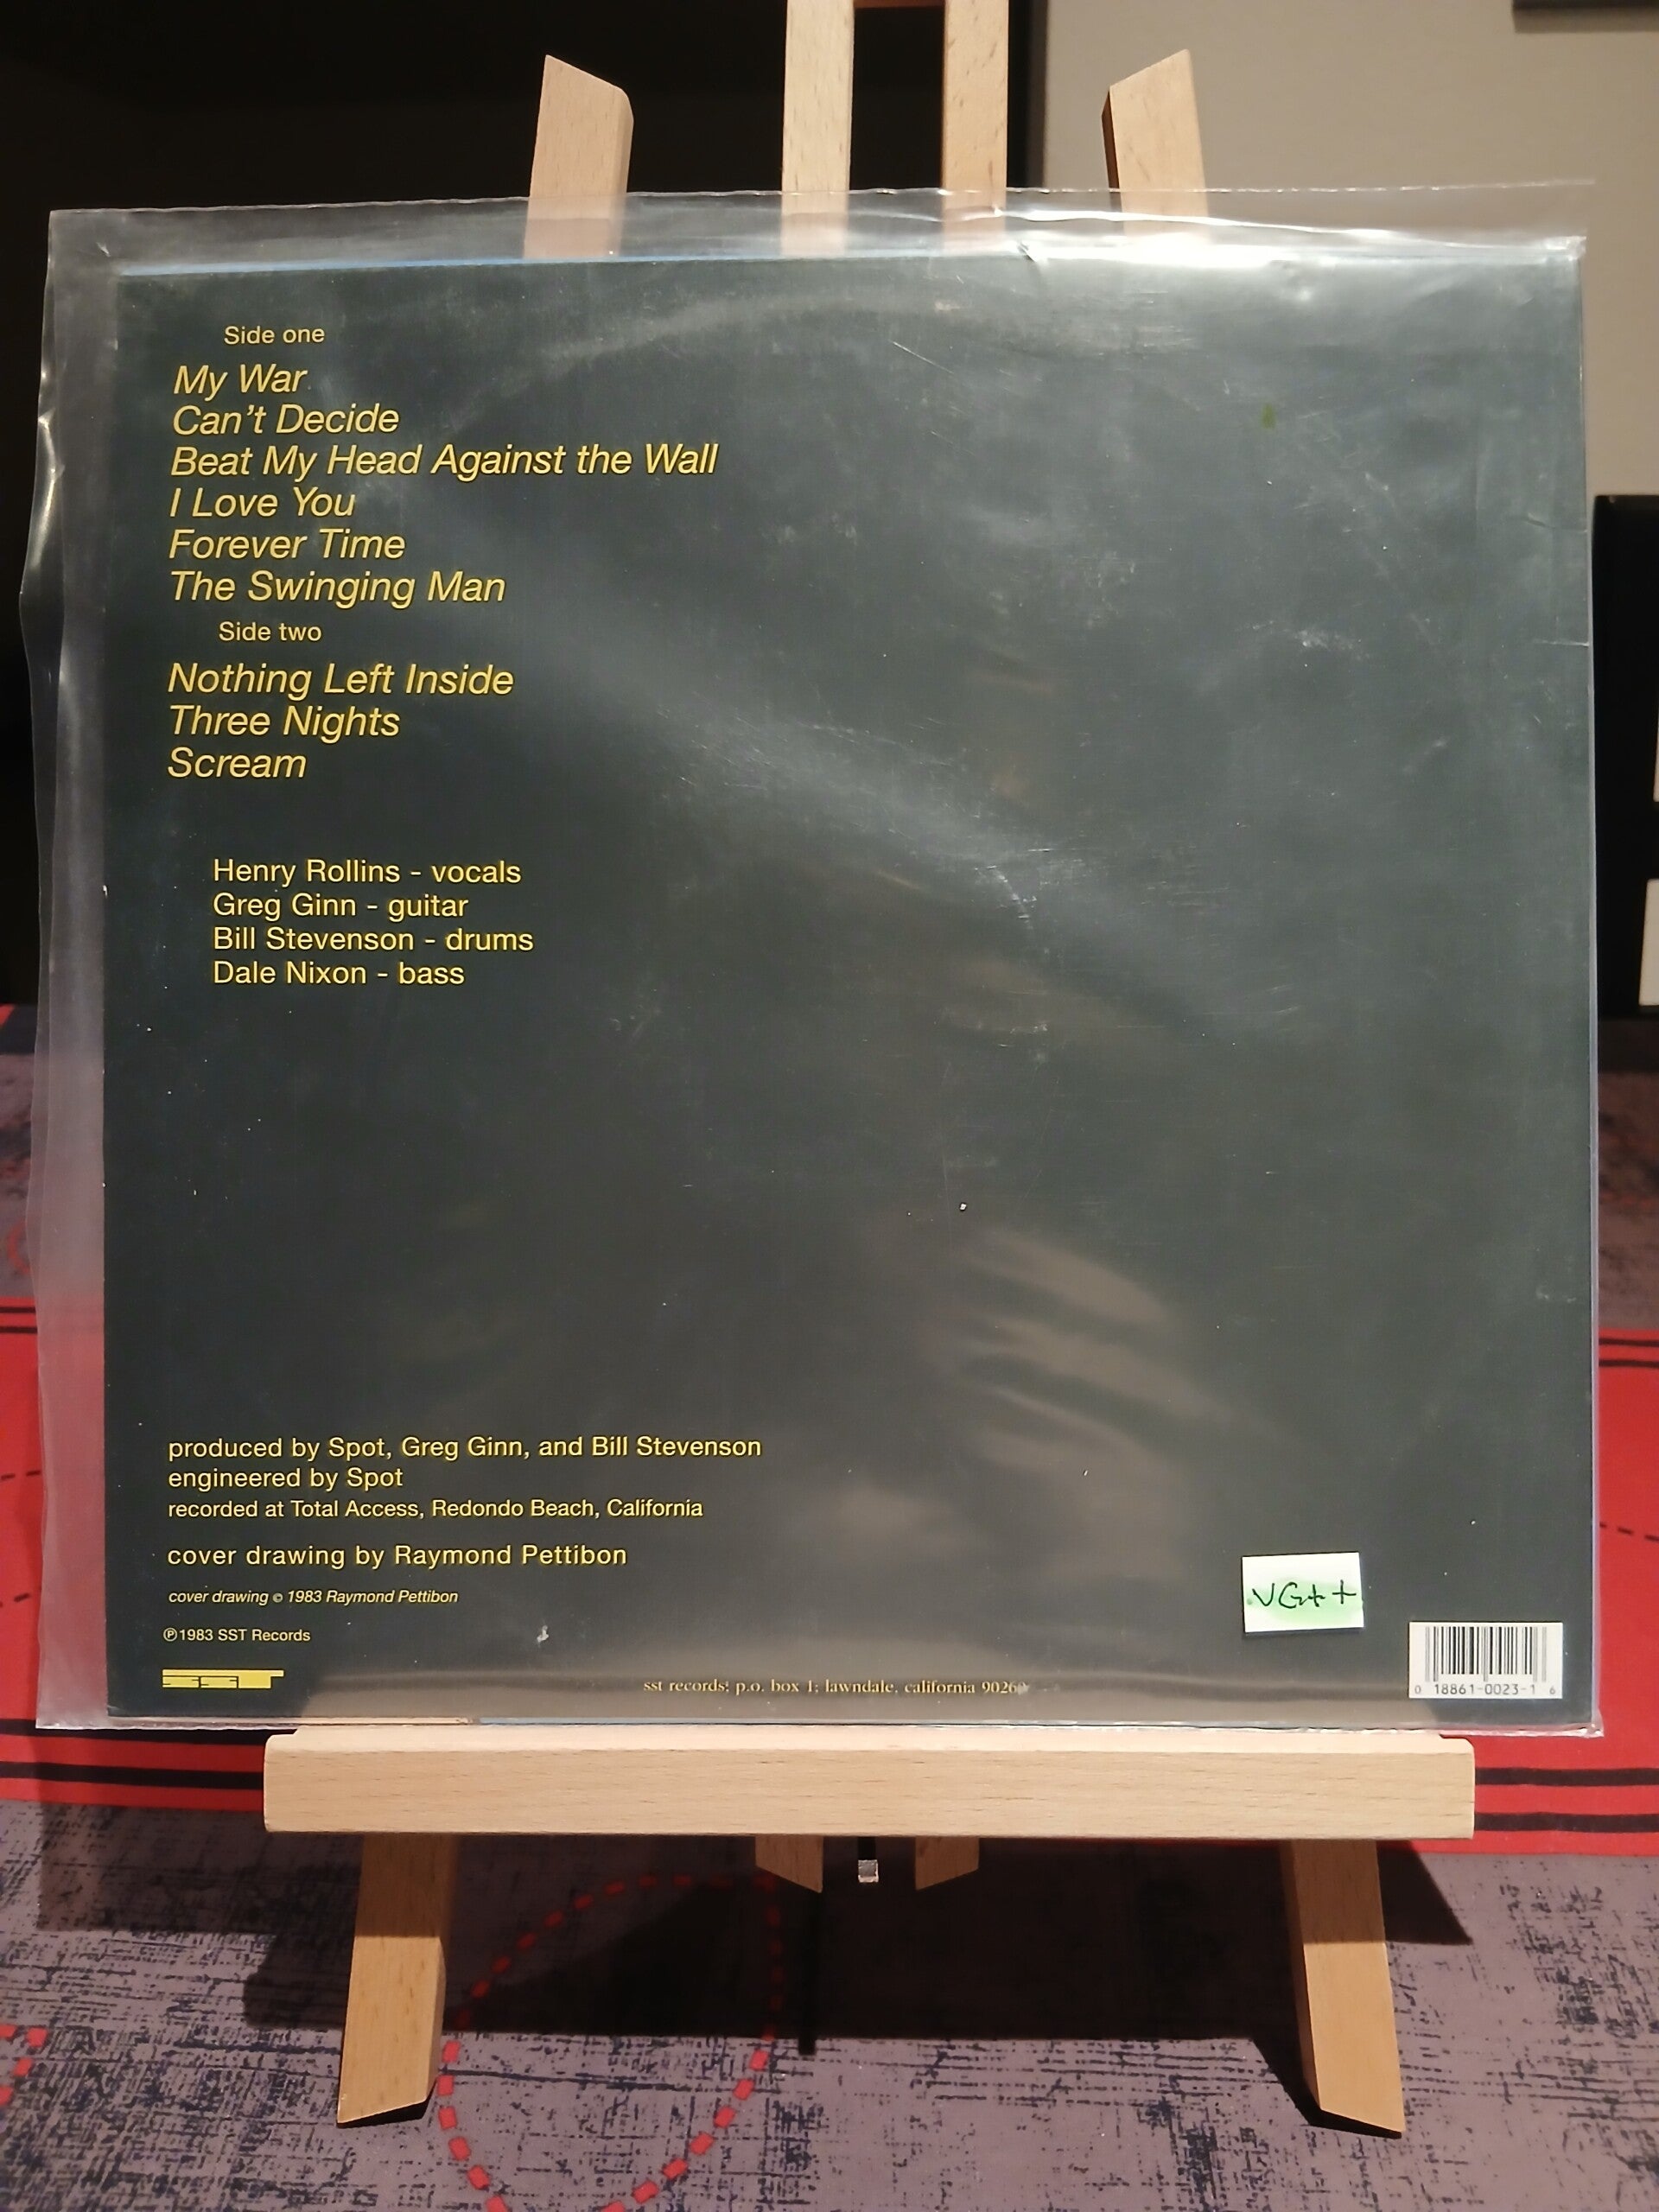 Side one
My War
Can't Decide
Beat My Head Against the Wall
I Love You
Forever Time
The Swinging Man
Side two
Nothing Left Inside
Three Nights
Scream
Henry Rollins - vocals
Greg Ginn - guitar
Bill Stevenson - drums
Dale Nixon - bass
produced by Spot, Greg Ginn, and Bill Stevenson
engineered by Spot
recorded at Total Access, Redondo Beach, California
cover drawing by Raymond Pettibon
cover drawing © 1983 Raymond Pettibon
℗1983 SST Records
SST
sst records; p.o. box 1; lawndale, california 90260
VG++
0 18861-0023-1 6